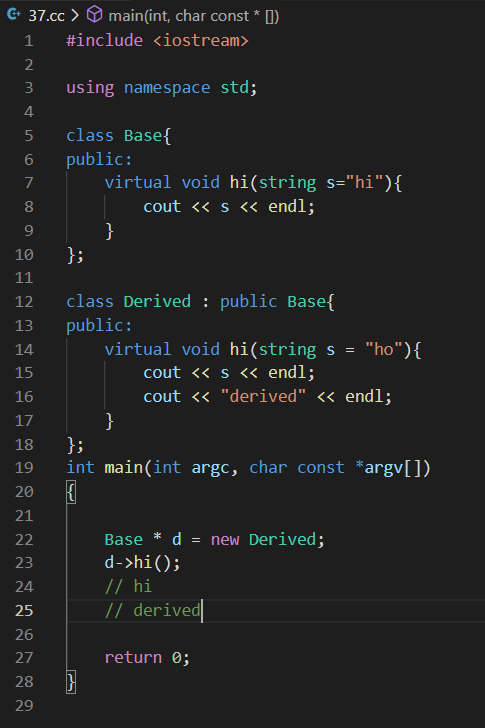 37.cc > main(int, char const * [])
1 #include <iostream>
2
3 using namespace std;
4
5 class Base{
6 public:
7     virtual void hi(string s="hi"){
8         cout << s << endl;
9     }
10 };
11
12 class Derived : public Base{
13 public:
14     virtual void hi(string s = "ho"){
15         cout << s << endl;
16         cout << "derived" << endl;
17     }
18 };
19 int main(int argc, char const *argv[])
20 {
21
22     Base * d = new Derived;
23     d->hi();
24     // hi
25     // derived
26
27     return 0;
28 }
29